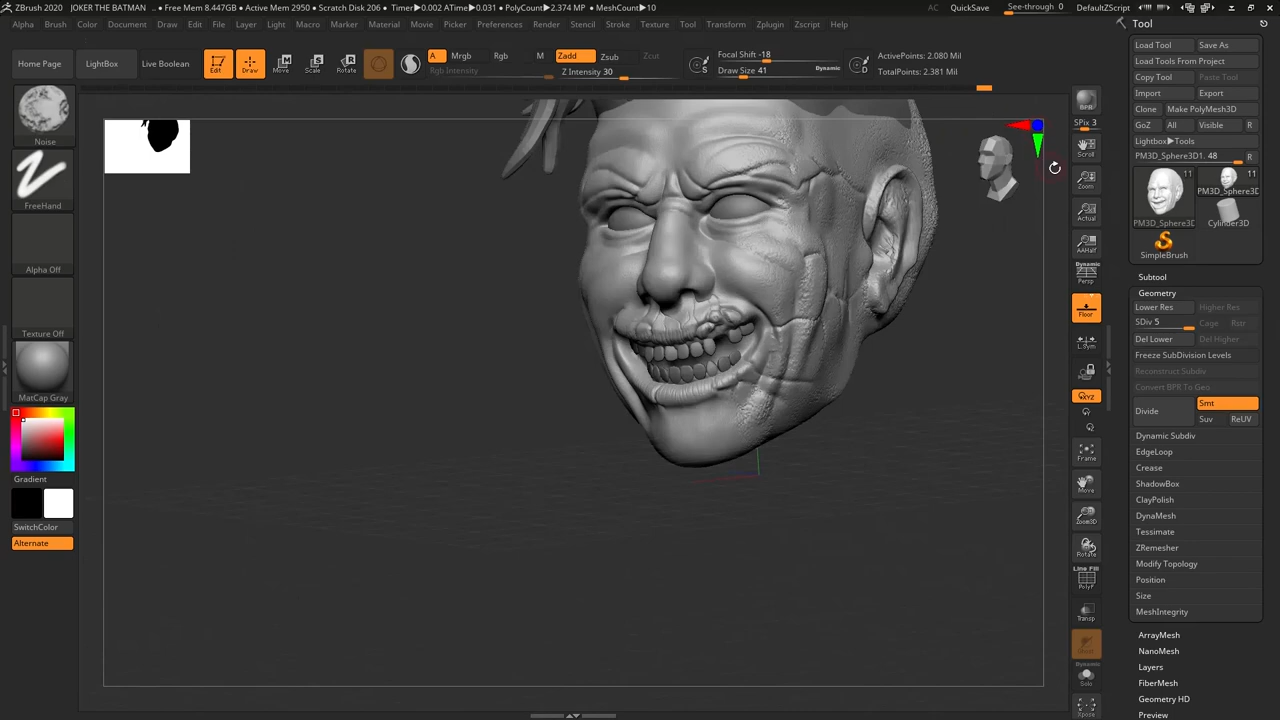 ZBrush 2020 JOKER THE BATMAN .. • Free Mem 8.447GB • Active Mem 2950 • Scratch Disk 206 • Timer▶0.002 ATime▶0.031 • PolyCount▶2.374 MP • MeshCount▶10 AC QuickSave See-through 0 Menus DefaultZScript
Alpha Brush Color Document Draw Edit File Layer Light Macro Marker Material Movie Picker Preferences Render Stencil Stroke Texture Tool Transform Zplugin Zscript Help
Tool
Home Page LightBox Live Boolean Edit Draw Move Scale Rotate
A Mrgb Rgb M Zadd Zsub Zcut
Rgb Intensity Z Intensity 30
Focal Shift -18
Draw Size 41 Dynamic
S D
ActivePoints: 2.080 Mil
TotalPoints: 2.381 Mil
Noise
FreeHand
Alpha Off
Texture Off
MatCap Gray
Gradient
SwitchColor
Alternate
BPR
SPix 3
Scroll
Zoom
Actual
AAHalf
Dynamic
Persp
Floor
L.Sym
XYZ
Frame
Move
Zoom3D
Rotate
Line Fill
PolyF
Transp
Ghost
Dynamic
Solo
Xpose
Load Tool Save As
Load Tools From Project
Copy Tool Paste Tool
Import Export
Clone Make PolyMesh3D
GoZ All Visible R
Lightbox▶Tools
PM3D_Sphere3D1. 48 R
11 11
PM3D_Sphere3D PM3D_Sphere3D
Cylinder3D
SimpleBrush
Subtool
Geometry
Lower Res Higher Res
SDiv 5 Cage Rstr
Del Lower Del Higher
Freeze SubDivision Levels
Reconstruct Subdiv
Convert BPR To Geo
Divide Smt
Suv ReUV
Dynamic Subdiv
EdgeLoop
Crease
ShadowBox
ClayPolish
DynaMesh
Tessimate
ZRemesher
Modify Topology
Position
Size
MeshIntegrity
ArrayMesh
NanoMesh
Layers
FiberMesh
Geometry HD
Preview